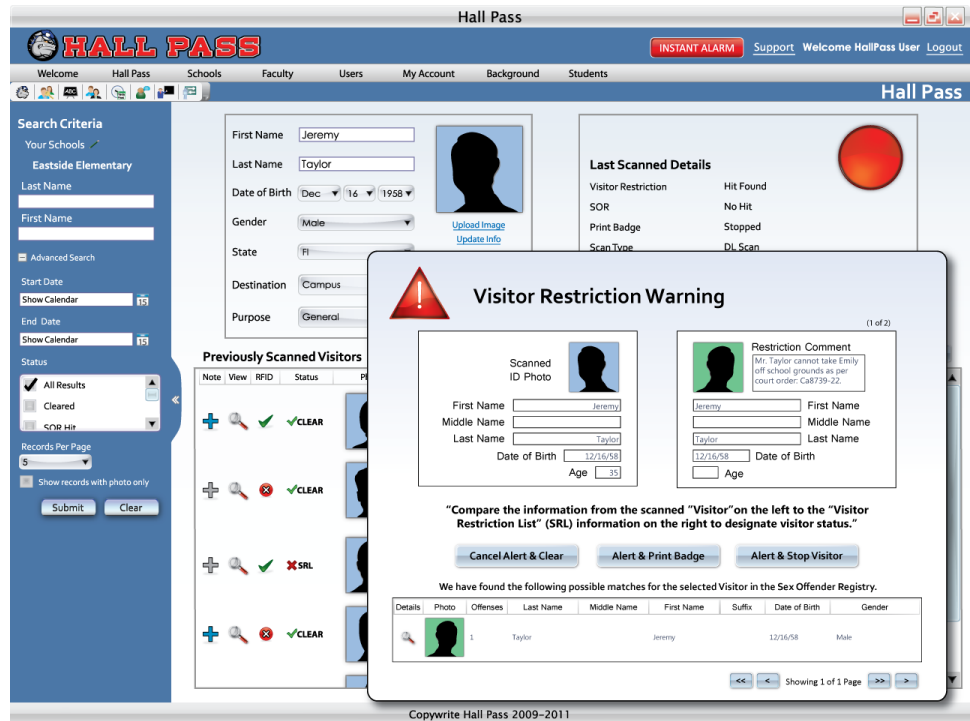 Hall Pass
HALL PASS
INSTANT ALARM Support Welcome HallPass User Logout
Welcome Hall Pass Schools Faculty Users My Account Background Students
ABC
Hall Pass
Search Criteria
Your Schools
Eastside Elementary
Last Name
First Name
Advanced Search
Start Date
Show Calendar 15
End Date
Show Calendar 15
Status
All Results
Cleared
SOR Hit
Records Per Page
5
Show records with photo only
Submit Clear
First Name Jeremy
Last Name Taylor
Date of Birth Dec 16 1958
Gender Male
State Fl
Destination Campus
Purpose General
Upload Image
Update Info
Last Scanned Details
Visitor Restriction Hit Found
SOR No Hit
Print Badge Stopped
Scan Type DL Scan
Previously Scanned Visitors
Note View RFID Status
CLEAR
CLEAR
SRL
CLEAR
Visitor Restriction Warning
(1 of 2)
Scanned
ID Photo
First Name Jeremy
Middle Name
Last Name Taylor
Date of Birth 12/16/58
Age 35
Restriction Comment
Mr. Taylor cannot take Emily
off school grounds as per
court order: Ca8739-22.
Jeremy First Name
Middle Name
Taylor Last Name
12/16/58 Date of Birth
Age
"Compare the information from the scanned "Visitor"on the left to the "Visitor
Restriction List" (SRL) information on the right to designate visitor status."
Cancel Alert & Clear Alert & Print Badge Alert & Stop Visitor
We have found the following possible matches for the selected Visitor in the Sex Offender Registry.
Details Photo Offenses Last Name Middle Name First Name Suffix Date of Birth Gender
1 Taylor Jeremy 12/16/58 Male
<< < Showing 1 of 1 Page >> >
Copywrite Hall Pass 2009-2011